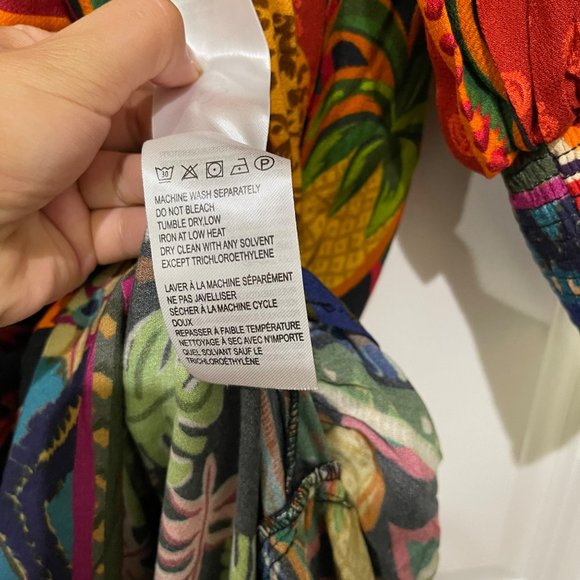 30 P
MACHINE WASH SEPARATELY
DO NOT BLEACH
TUMBLE DRY,LOW
IRON AT LOW HEAT
DRY CLEAN WITH ANY SOLVENT
EXCEPT TRICHLOROETHYLENE
LAVER À LA MACHINE SÉPARÉMENT
NE PAS JAVELLISER
SÉCHER À LA MACHINE CYCLE
DOUX
REPASSER À FAIBLE TEMPÉRATURE
NETTOYAGE À SEC AVEC N'IMPORTE
QUEL SOLVANT SAUF LE
TRICHLOROÉTHYLÈNE